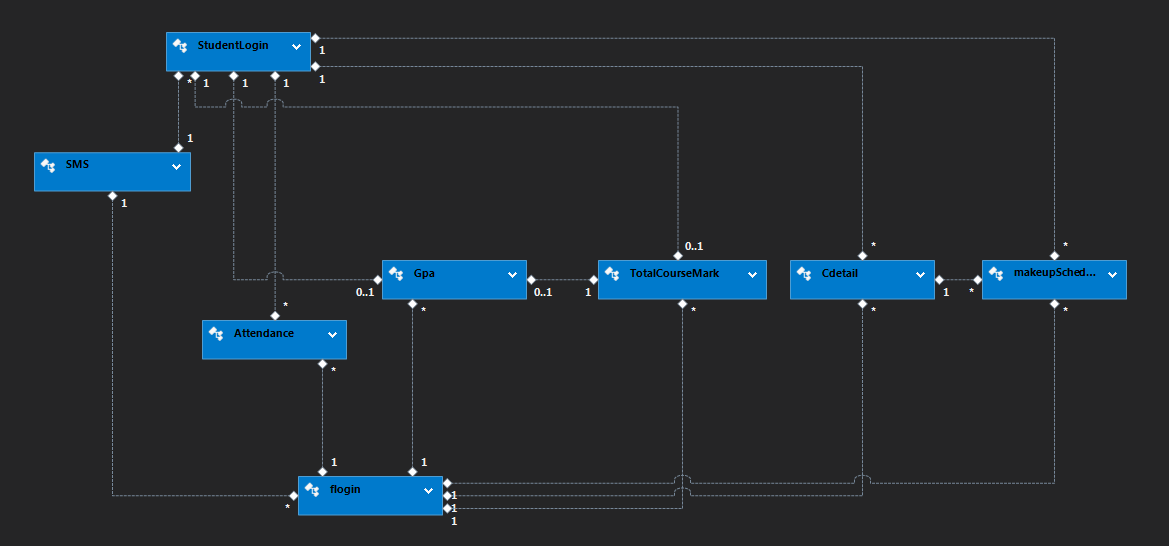 StudentLogin
1
1
* 1 1 1
1
SMS
1
0..1
* *
Gpa
TotalCourseMark
Cdetail
makeupSched...
0..1
0..1 1
1 *
*
* * * *
Attendance
*
1 1
flogin
1
*
1
1